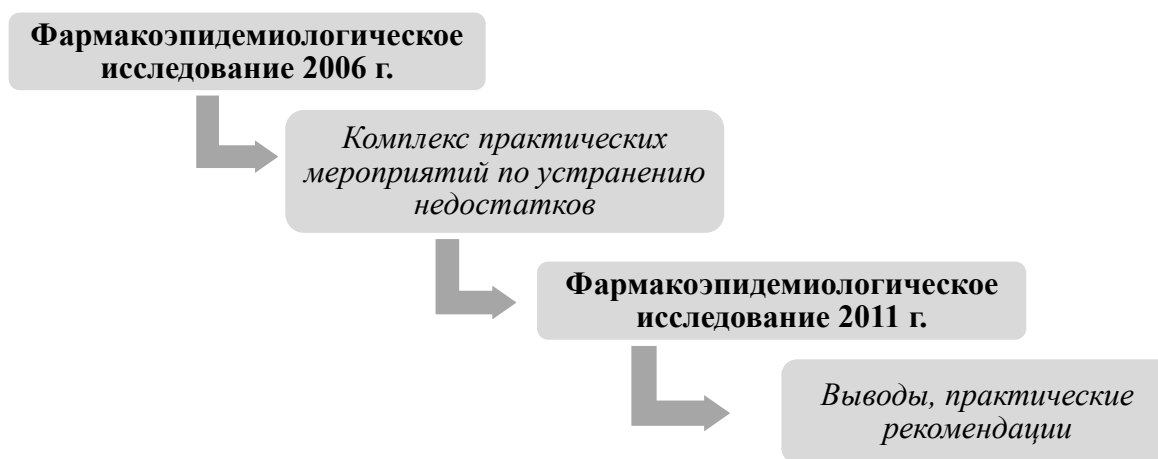 Фармакоэпидемиологическое
исследование 2006 г.
Комплекс практических
мероприятий по устранению
недостатков
Фармакоэпидемиологическое
исследование 2011 г.
Выводы, практические
рекомендации